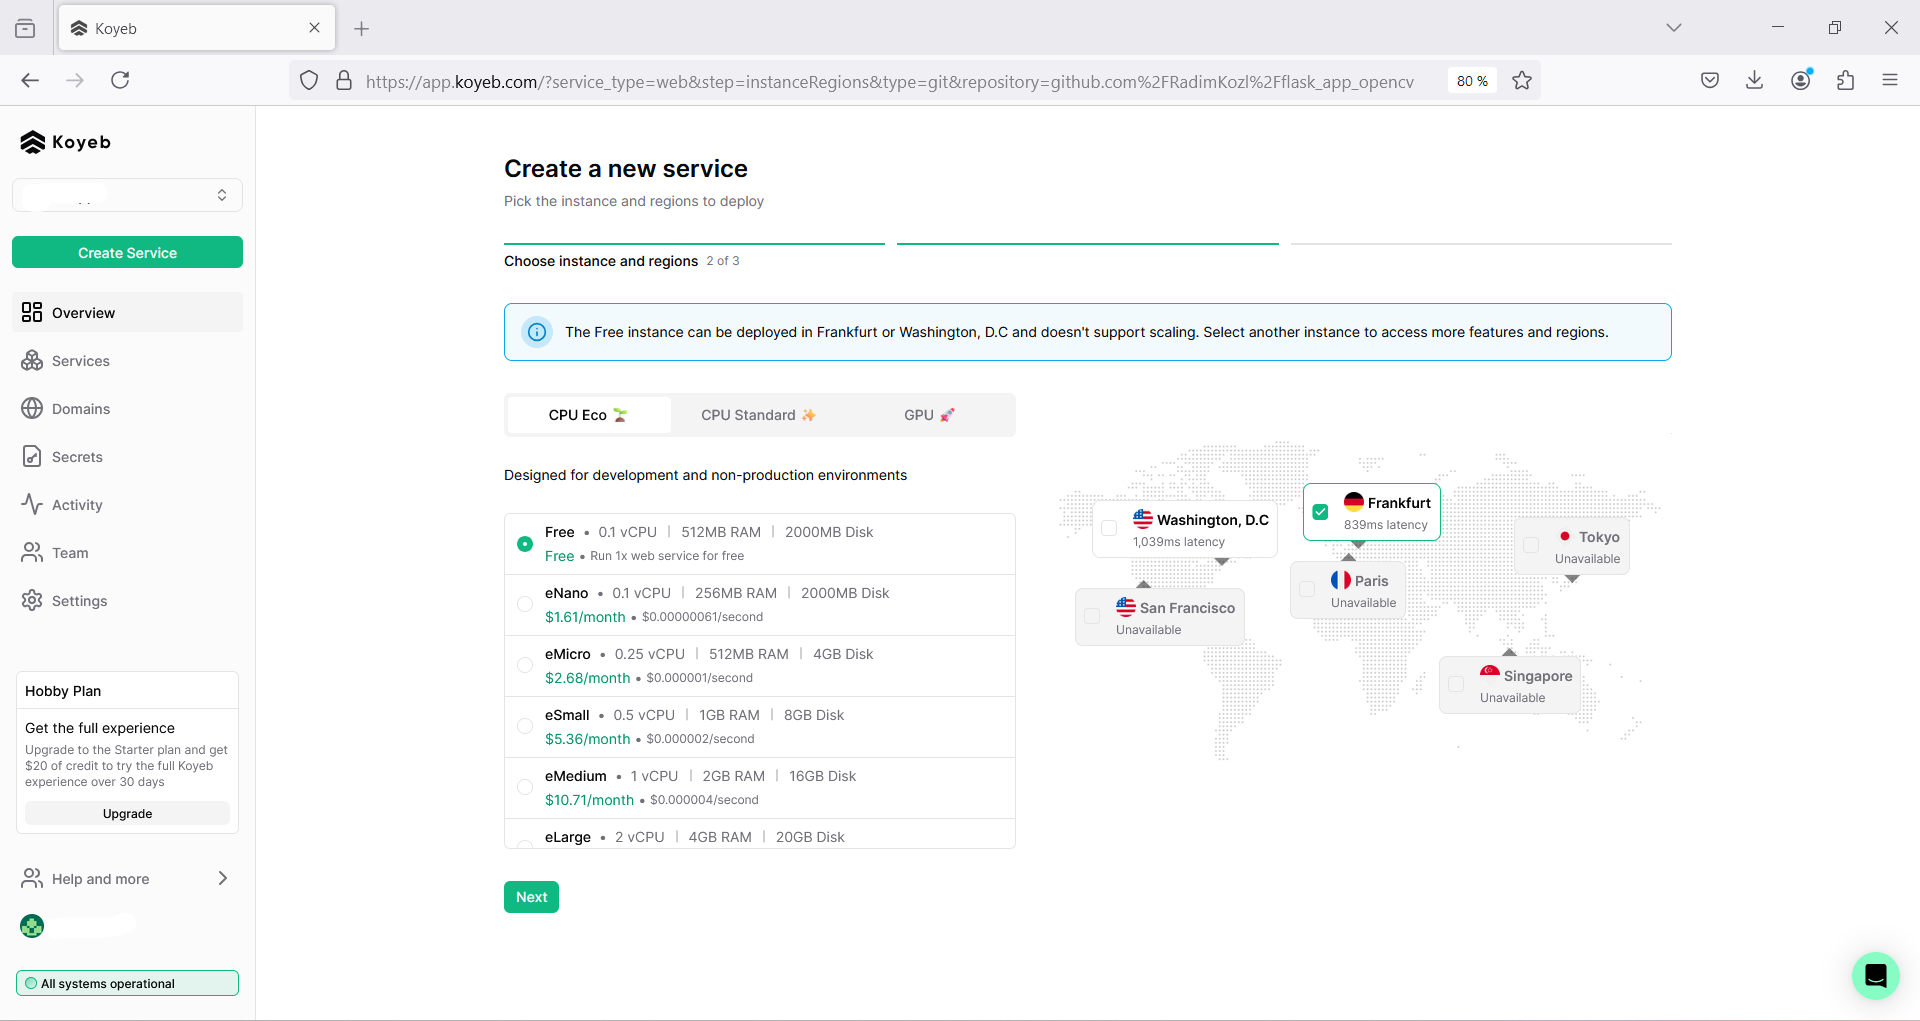 Koyeb
https://app.koyeb.com/?service_type=web&step=instanceRegions&type=git&repository=github.com%2FRadimKozl%2Fflask_app_opencv
80 %
Koyeb
Create Service
Overview
Services
Domains
Secrets
Activity
Team
Settings
Hobby Plan
Get the full experience
Upgrade to the Starter plan and get
$20 of credit to try the full Koyeb
experience over 30 days
Upgrade
Help and more
All systems operational
Create a new service
Pick the instance and regions to deploy
Choose instance and regions 2 of 3
The Free instance can be deployed in Frankfurt or Washington, D.C and doesn't support scaling. Select another instance to access more features and regions.
CPU Eco CPU Standard GPU
Designed for development and non-production environments
Free • 0.1 vCPU | 512MB RAM | 2000MB Disk
Free • Run 1x web service for free
eNano • 0.1 vCPU | 256MB RAM | 2000MB Disk
$1.61/month • $0.00000061/second
eMicro • 0.25 vCPU | 512MB RAM | 4GB Disk
$2.68/month • $0.000001/second
eSmall • 0.5 vCPU | 1GB RAM | 8GB Disk
$5.36/month • $0.000002/second
eMedium • 1 vCPU | 2GB RAM | 16GB Disk
$10.71/month • $0.000004/second
eLarge • 2 vCPU | 4GB RAM | 20GB Disk
Next
Washington, D.C
1,039ms latency
Frankfurt
839ms latency
Tokyo
Unavailable
Paris
Unavailable
San Francisco
Unavailable
Singapore
Unavailable